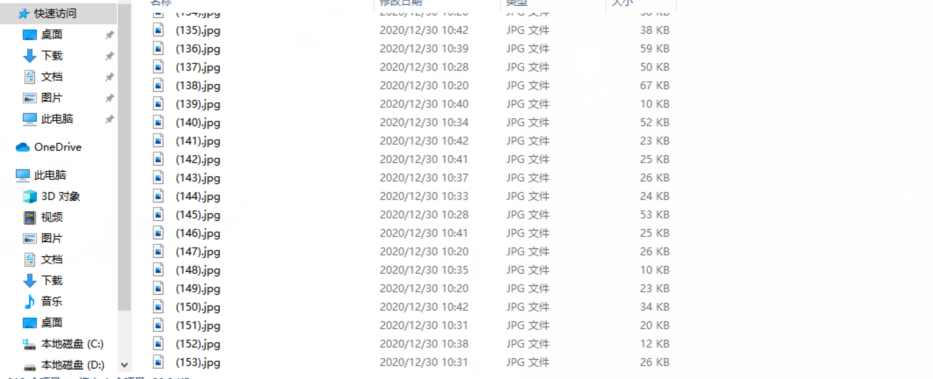 快速访问
桌面
下载
文档
图片
此电脑
OneDrive
此电脑
3D 对象
视频
图片
文档
下载
音乐
桌面
本地磁盘 (C:)
本地磁盘 (D:)
名称 修改日期 类型 大小
(134).jpg 2020/12/30 10:20 JPG 文件
(135).jpg 2020/12/30 10:42 JPG 文件 38 KB
(136).jpg 2020/12/30 10:39 JPG 文件 59 KB
(137).jpg 2020/12/30 10:28 JPG 文件 50 KB
(138).jpg 2020/12/30 10:20 JPG 文件 67 KB
(139).jpg 2020/12/30 10:40 JPG 文件 10 KB
(140).jpg 2020/12/30 10:34 JPG 文件 52 KB
(141).jpg 2020/12/30 10:42 JPG 文件 23 KB
(142).jpg 2020/12/30 10:41 JPG 文件 25 KB
(143).jpg 2020/12/30 10:37 JPG 文件 26 KB
(144).jpg 2020/12/30 10:33 JPG 文件 24 KB
(145).jpg 2020/12/30 10:28 JPG 文件 53 KB
(146).jpg 2020/12/30 10:41 JPG 文件 25 KB
(147).jpg 2020/12/30 10:20 JPG 文件 26 KB
(148).jpg 2020/12/30 10:35 JPG 文件 10 KB
(149).jpg 2020/12/30 10:20 JPG 文件 23 KB
(150).jpg 2020/12/30 10:42 JPG 文件 34 KB
(151).jpg 2020/12/30 10:31 JPG 文件 20 KB
(152).jpg 2020/12/30 10:38 JPG 文件 12 KB
(153).jpg 2020/12/30 10:31 JPG 文件 26 KB